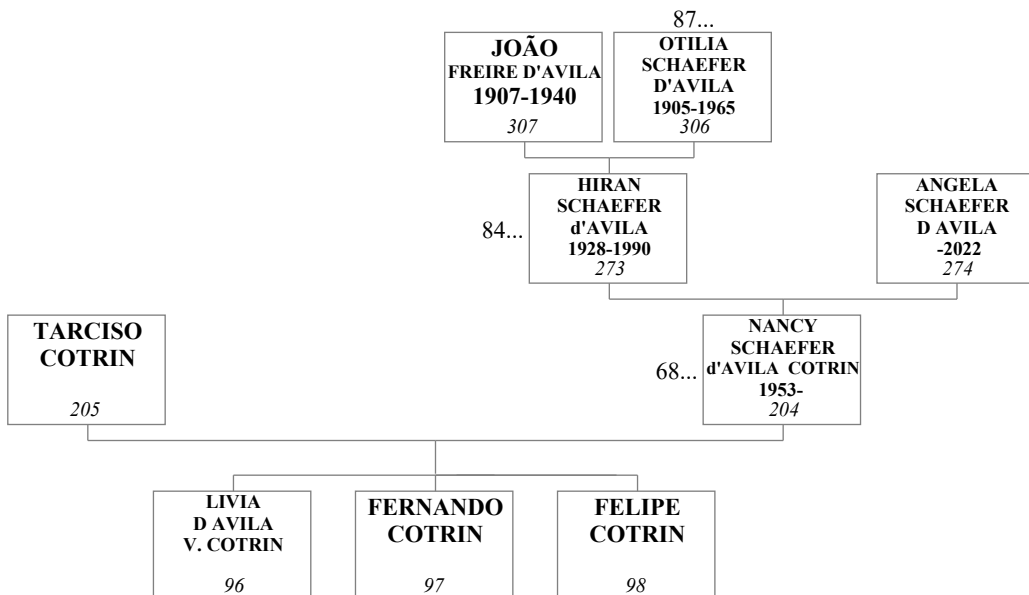 87...
JOÃO
FREIRE D'AVILA
1907-1940
307
OTILIA
SCHAEFER
D'AVILA
1905-1965
306
84...
HIRAN
SCHAEFER
d'AVILA
1928-1990
273
ANGELA
SCHAEFER
D AVILA
-2022
274
TARCISO
COTRIN
205
68...
NANCY
SCHAEFER
d'AVILA COTRIN
1953-
204
LIVIA
D AVILA
V. COTRIN
96
FERNANDO
COTRIN
97
FELIPE
COTRIN
98